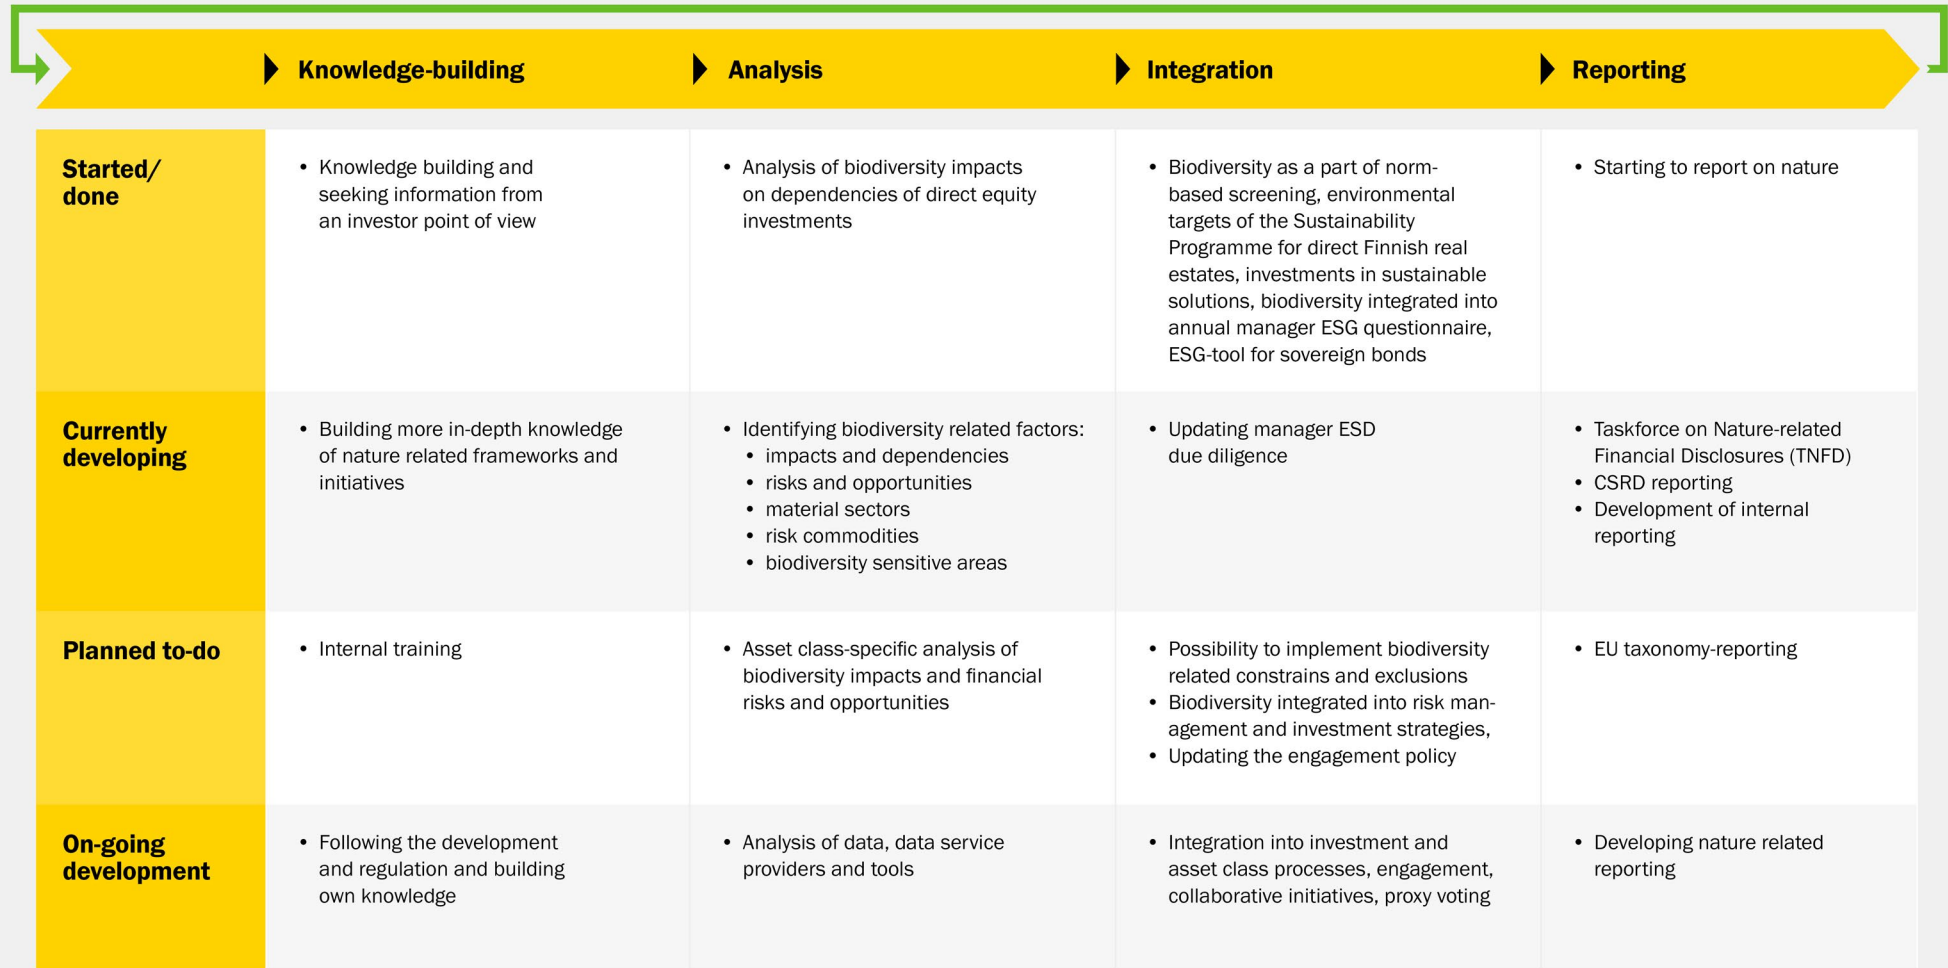 Knowledge-building
Analysis
Integration
Reporting
Started/
done
• Knowledge building and
seeking information from
an investor point of view
• Analysis of biodiversity impacts
on dependencies of direct equity
investments
• Biodiversity as a part of norm-
based screening, environmental
targets of the Sustainability
Programme for direct Finnish real
estates, investments in sustainable
solutions, biodiversity integrated into
annual manager ESG questionnaire,
ESG-tool for sovereign bonds
• Starting to report on nature
Currently
developing
• Building more in-depth knowledge
of nature related frameworks and
initiatives
• Identifying biodiversity related factors:
• impacts and dependencies
• risks and opportunities
• material sectors
• risk commodities
• biodiversity sensitive areas
• Updating manager ESD
due diligence
• Taskforce on Nature-related
Financial Disclosures (TNFD)
• CSRD reporting
• Development of internal
reporting
Planned to-do
• Internal training
• Asset class-specific analysis of
biodiversity impacts and financial
risks and opportunities
• Possibility to implement biodiversity
related constrains and exclusions
• Biodiversity integrated into risk man-
agement and investment strategies,
• Updating the engagement policy
• EU taxonomy-reporting
On-going
development
• Following the development
and regulation and building
own knowledge
• Analysis of data, data service
providers and tools
• Integration into investment and
asset class processes, engagement,
collaborative initiatives, proxy voting
• Developing nature related
reporting